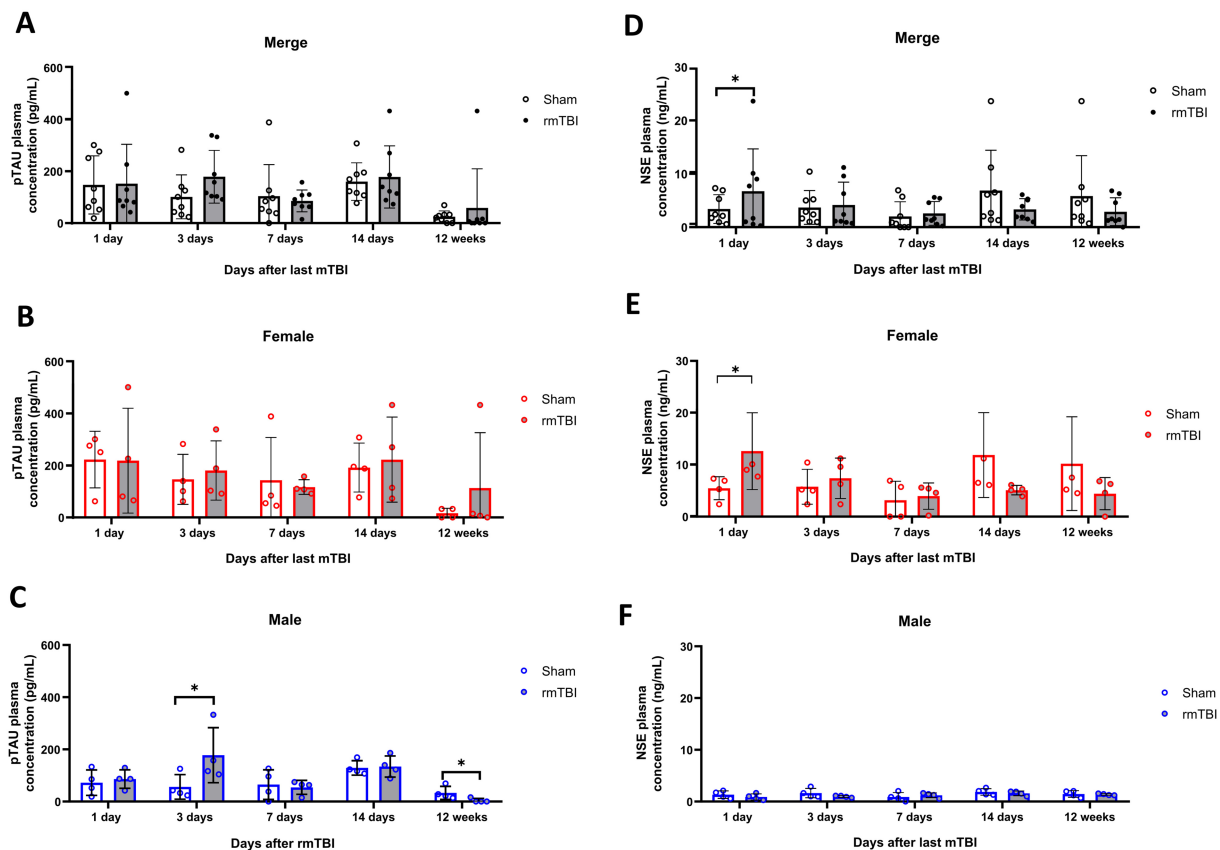 A
Merge
pTAU plasma
concentration (pg/mL)
600
400
200
0
1 day
3 days
7 days
14 days
12 weeks
Days after last mTBI
Sham
rmTBI
B
Female
pTAU plasma
concentration (pg/mL)
600
400
200
0
1 day
3 days
7 days
14 days
12 weeks
Days after last mTBI
Sham
rmTBI
C
Male
pTAU plasma
concentration (pg/mL)
600
400
200
0
*
*
1 day
3 days
7 days
14 days
12 weeks
Days after rmTBI
Sham
rmTBI
D
Merge
NSE plasma
concentration (ng/mL)
30
20
10
0
*
1 day
3 days
7 days
14 days
12 weeks
Days after last mTBI
Sham
rmTBI
E
Female
NSE plasma
concentration (ng/mL)
30
20
10
0
*
1 day
3 days
7 days
14 days
12 weeks
Days after last mTBI
Sham
rmTBI
F
Male
NSE plasma
concentration (ng/mL)
30
20
10
0
1 day
3 days
7 days
14 days
12 weeks
Days after last mTBI
Sham
rmTBI